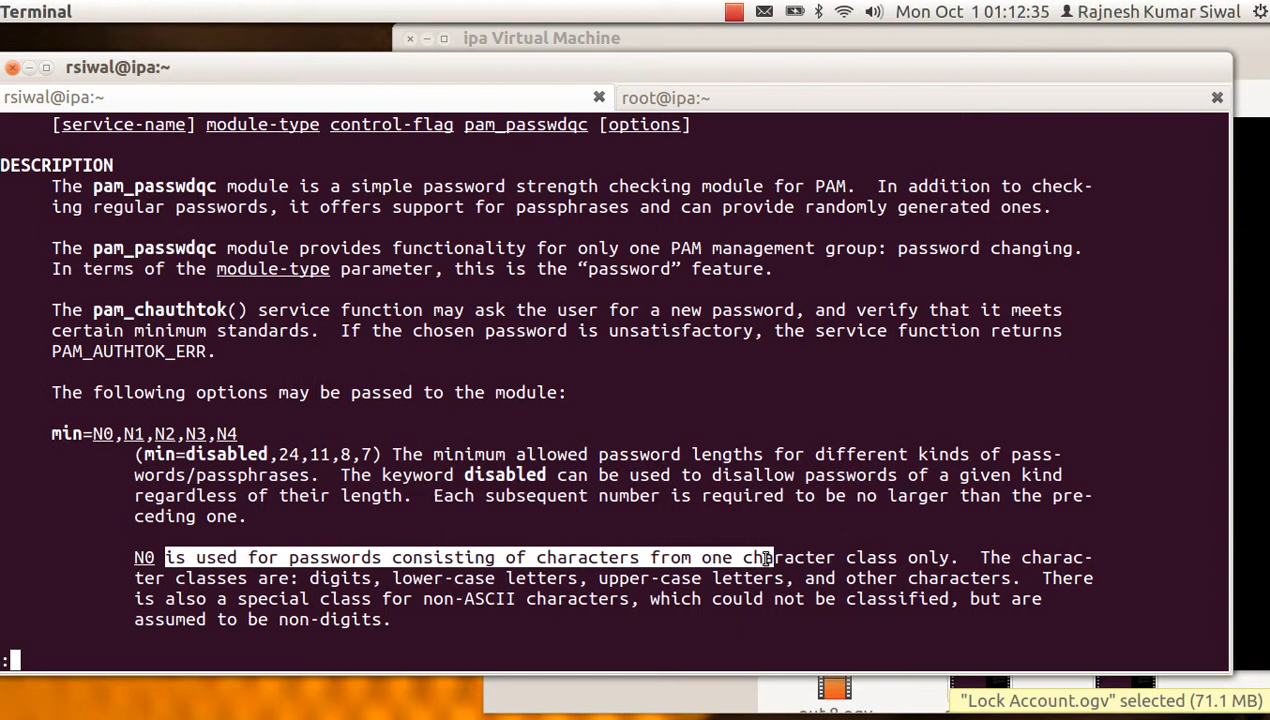 Terminal
Mon Oct 1 01:12:35 Rajnesh Kumar Siwal
ipa Virtual Machine
rsiwal@ipa:~
rsiwal@ipa:~ root@ipa:~
[service-name] module-type control-flag pam_passwdqc [options]
DESCRIPTION
The pam_passwdqc module is a simple password strength checking module for PAM. In addition to check-
ing regular passwords, it offers support for passphrases and can provide randomly generated ones.
The pam_passwdqc module provides functionality for only one PAM management group: password changing.
In terms of the module-type parameter, this is the “password” feature.
The pam_chauthtok() service function may ask the user for a new password, and verify that it meets
certain minimum standards. If the chosen password is unsatisfactory, the service function returns
PAM_AUTHTOK_ERR.
The following options may be passed to the module:
min=N0,N1,N2,N3,N4
(min=disabled,24,11,8,7) The minimum allowed password lengths for different kinds of pass-
words/passphrases. The keyword disabled can be used to disallow passwords of a given kind
regardless of their length. Each subsequent number is required to be no larger than the pre-
ceding one.
N0 is used for passwords consisting of characters from one character class only. The charac-
ter classes are: digits, lower-case letters, upper-case letters, and other characters. There
is also a special class for non-ASCII characters, which could not be classified, but are
assumed to be non-digits.
:
"Lock Account.ogv" selected (71.1 MB)